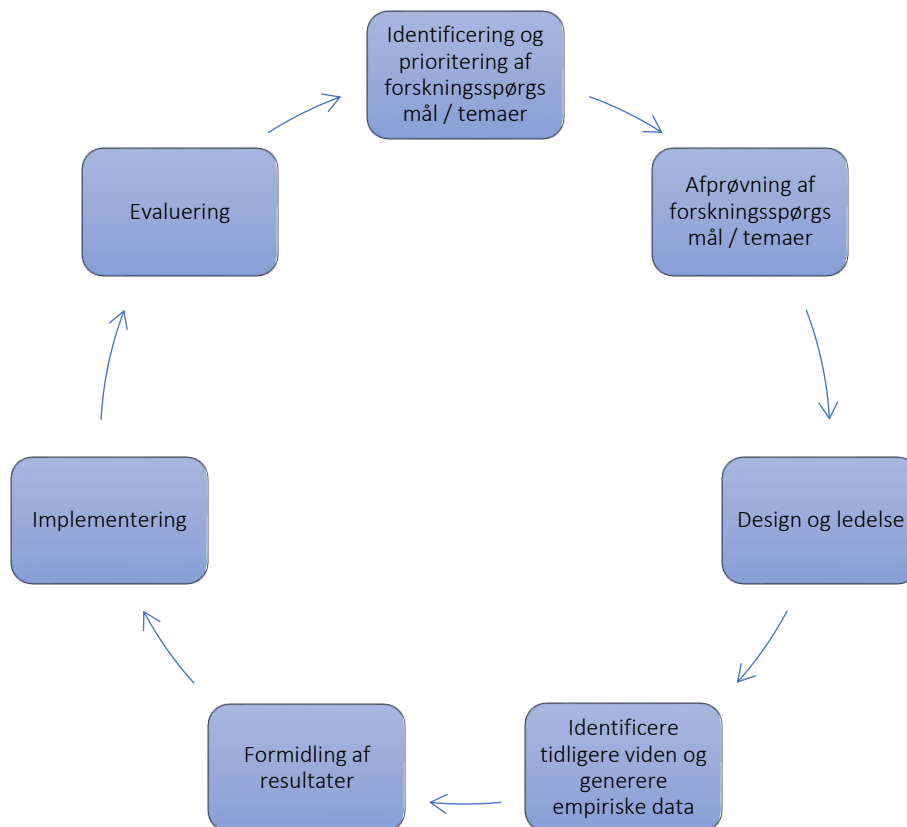 Identificering og
prioritering af
forskningsspørgs
mål / temaer
Afprøvning af
forskningsspørgs
mål / temaer
Design og ledelse
Identificere
tidligere viden og
generere
empiriske data
Formidling af
resultater
Implementering
Evaluering